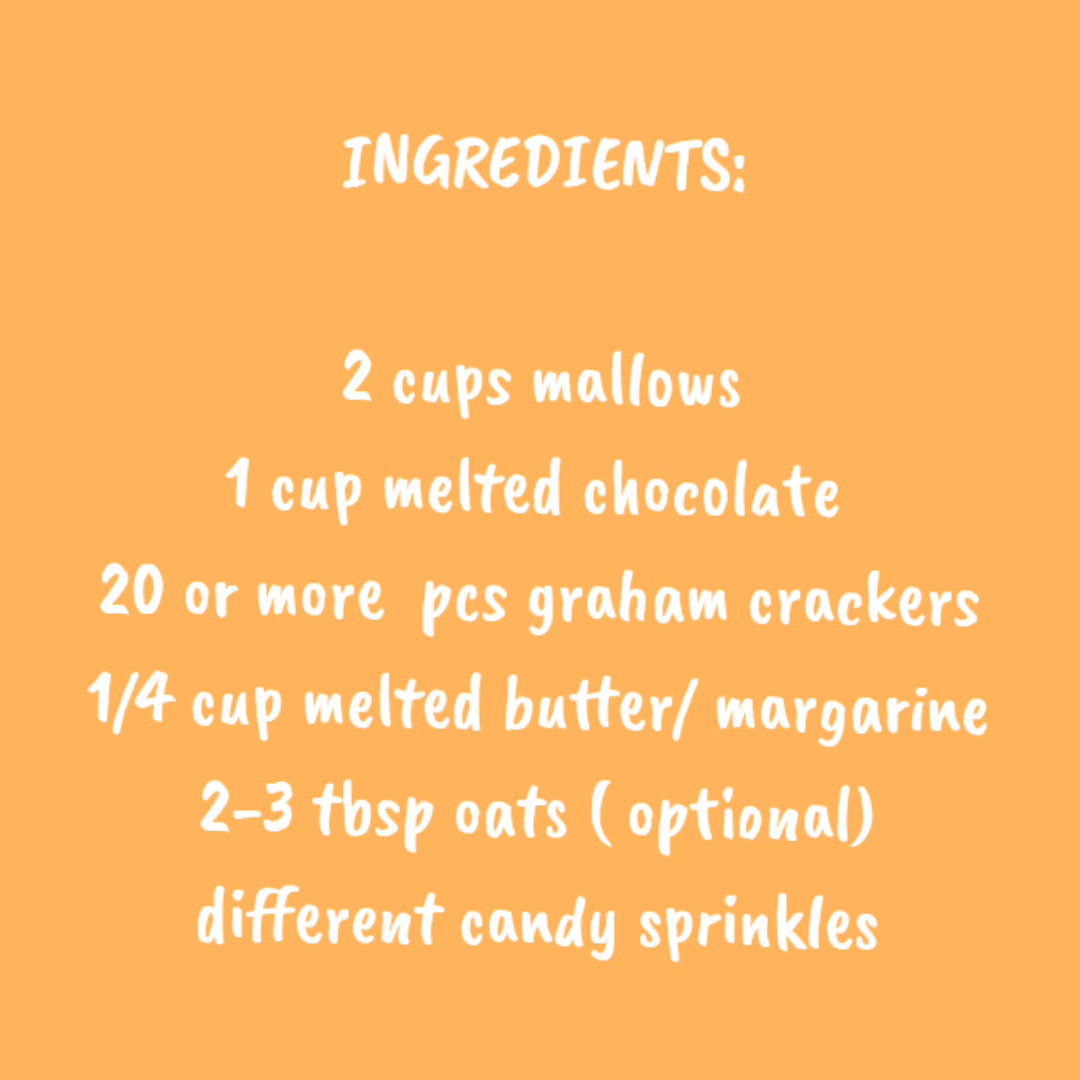 INGREDIENTS:
2 cups mallows
1 cup melted chocolate
20 or more pcs graham crackers
1/4 cup melted butter/ margarine
2-3 tbsp oats ( optional)
different candy sprinkles